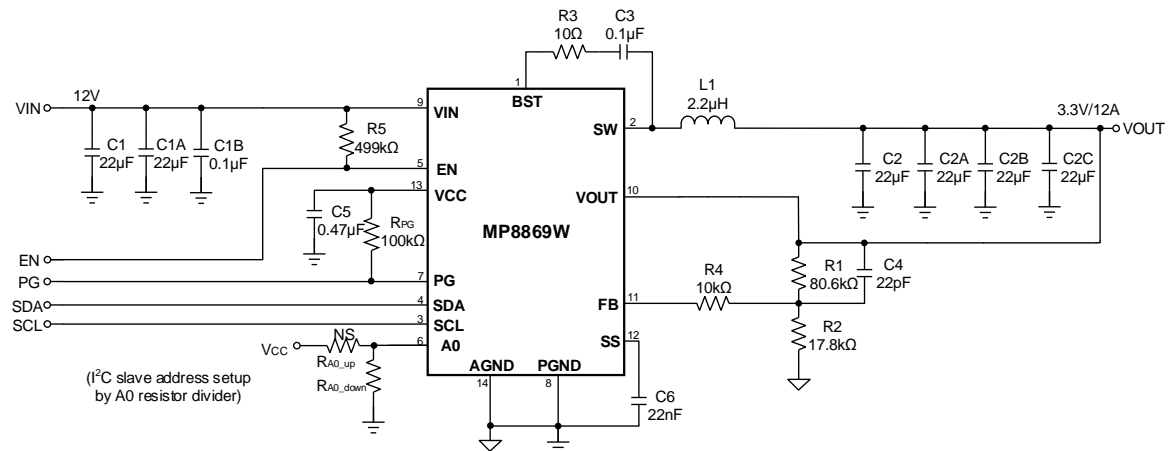 R3
10Ω
C3
0.1µF
1
BST
VIN
12V
9
VIN
C1
22µF
C1A
22µF
C1B
0.1µF
R5
499kΩ
5
EN
13
VCC
C5
0.47µF
RPG
100kΩ
MP8869W
SW
2
L1
2.2µH
3.3V/12A
VOUT
C2
22µF
C2A
22µF
C2B
22µF
C2C
22µF
VOUT
10
EN
PG
7
PG
SDA
4
SDA
SCL
3
SCL
R4
10kΩ
R1
80.6kΩ
C4
22pF
FB
11
R2
17.8kΩ
SS
12
VCC
NS
6
A0
RA0_up
RA0_down
(I²C slave address setup
by A0 resistor divider)
AGND
14
PGND
8
C6
22nF